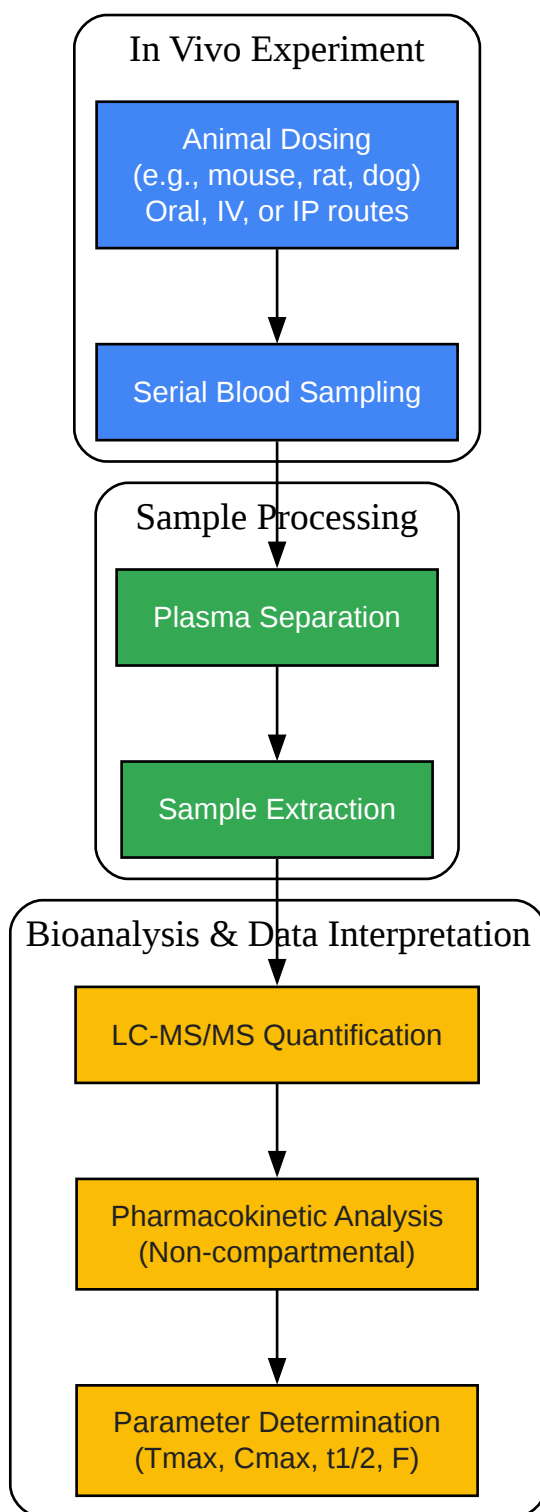 In Vivo Experiment
Animal Dosing
(e.g., mouse, rat, dog)
Oral, IV, or IP routes
Serial Blood Sampling
Sample Processing
Plasma Separation
Sample Extraction
Bioanalysis & Data Interpretation
LC-MS/MS Quantification
Pharmacokinetic Analysis
(Non-compartmental)
Parameter Determination
(Tmax, Cmax, t1/2, F)